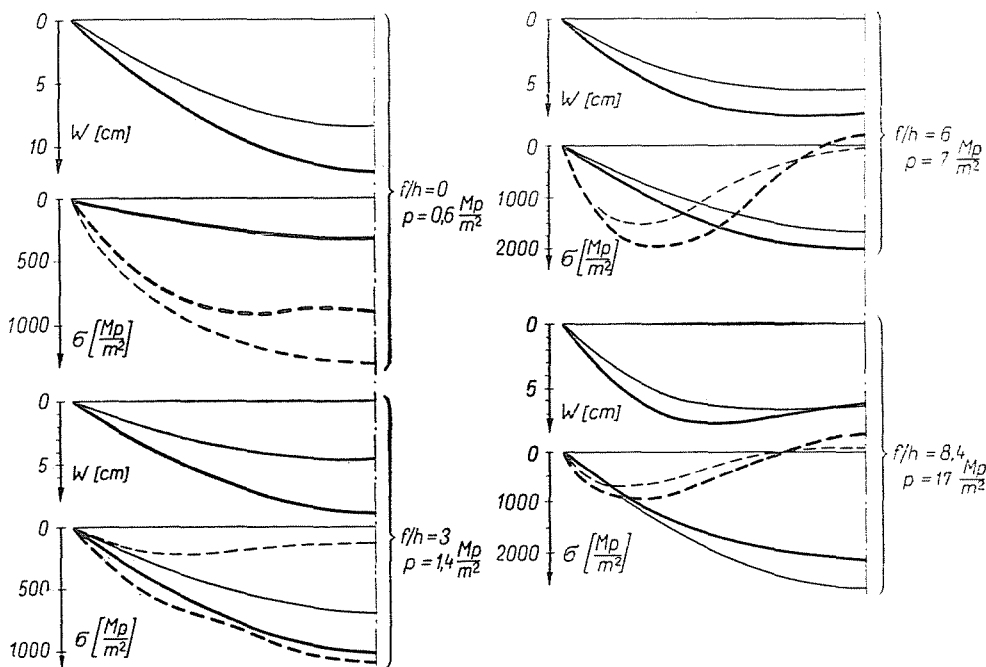 0
5
10
W [cm]
0
500
1000
б [Mp/m²]
f/h = 0
p = 0,6 Mp/m²
0
5
W [cm]
0
500
1000
б [Mp/m²]
f/h = 3
p = 1,4 Mp/m²
0
5
W [cm]
0
1000
2000
б [Mp/m²]
f/h = 6
p = 7 Mp/m²
0
5
W [cm]
0
1000
2000
б [Mp/m²]
f/h = 8,4
p = 17 Mp/m²